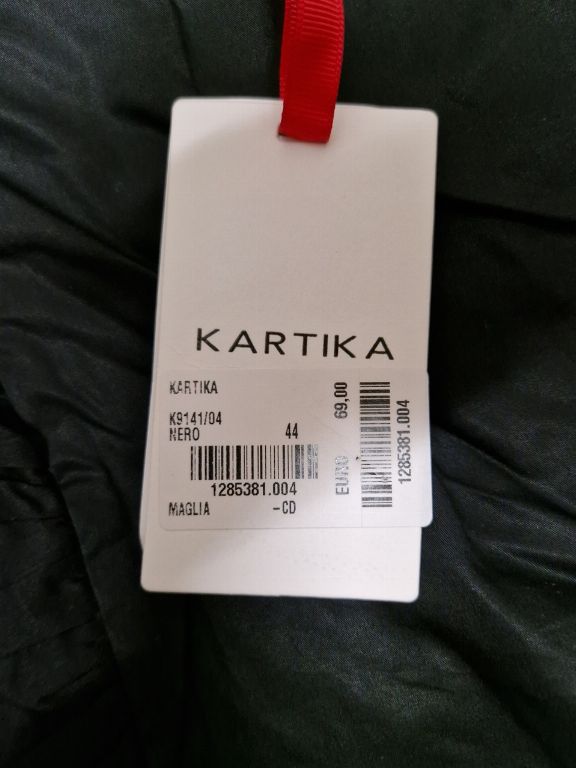 KARTIKA
KARTIKA
K9141/04
NERO 44
1285381.004
MAGLIA -CD
EURO 69,00
1285381.004